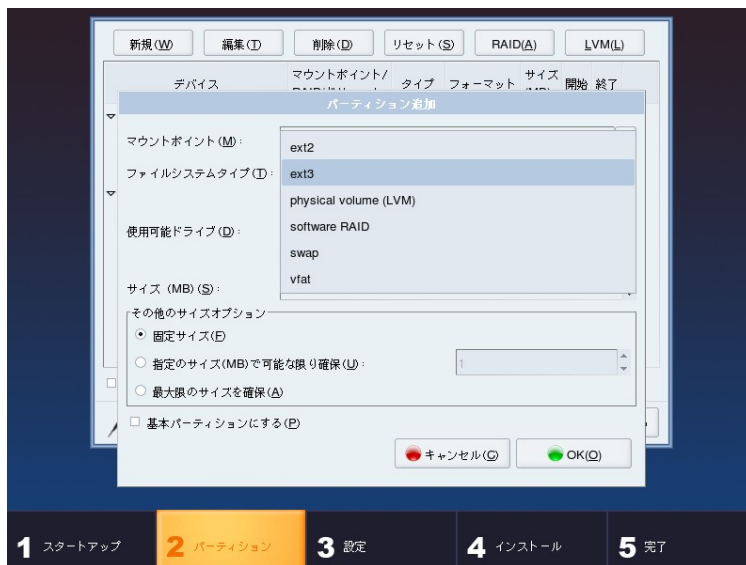 新規(W) 編集(I) 削除(D) リセット(S) RAID(A) LVM(L)
デバイス マウントポイント/ タイプ フォーマット サイズ 開始 終了
パーティション追加
マウントポイント(M):
ext2
ファイルシステムタイプ(T): ext3
physical volume (LVM)
使用可能ドライブ(D): software RAID
swap
サイズ (MB)(S): vfat
その他のサイズオプション
固定サイズ(F)
指定のサイズ(MB)で可能な限り確保(U): 1
最大限のサイズを確保(A)
基本パーティションにする(P)
キャンセル(C) OK(O)
1 スタートアップ 2 パーティション 3 設定 4 インストール 5 完了